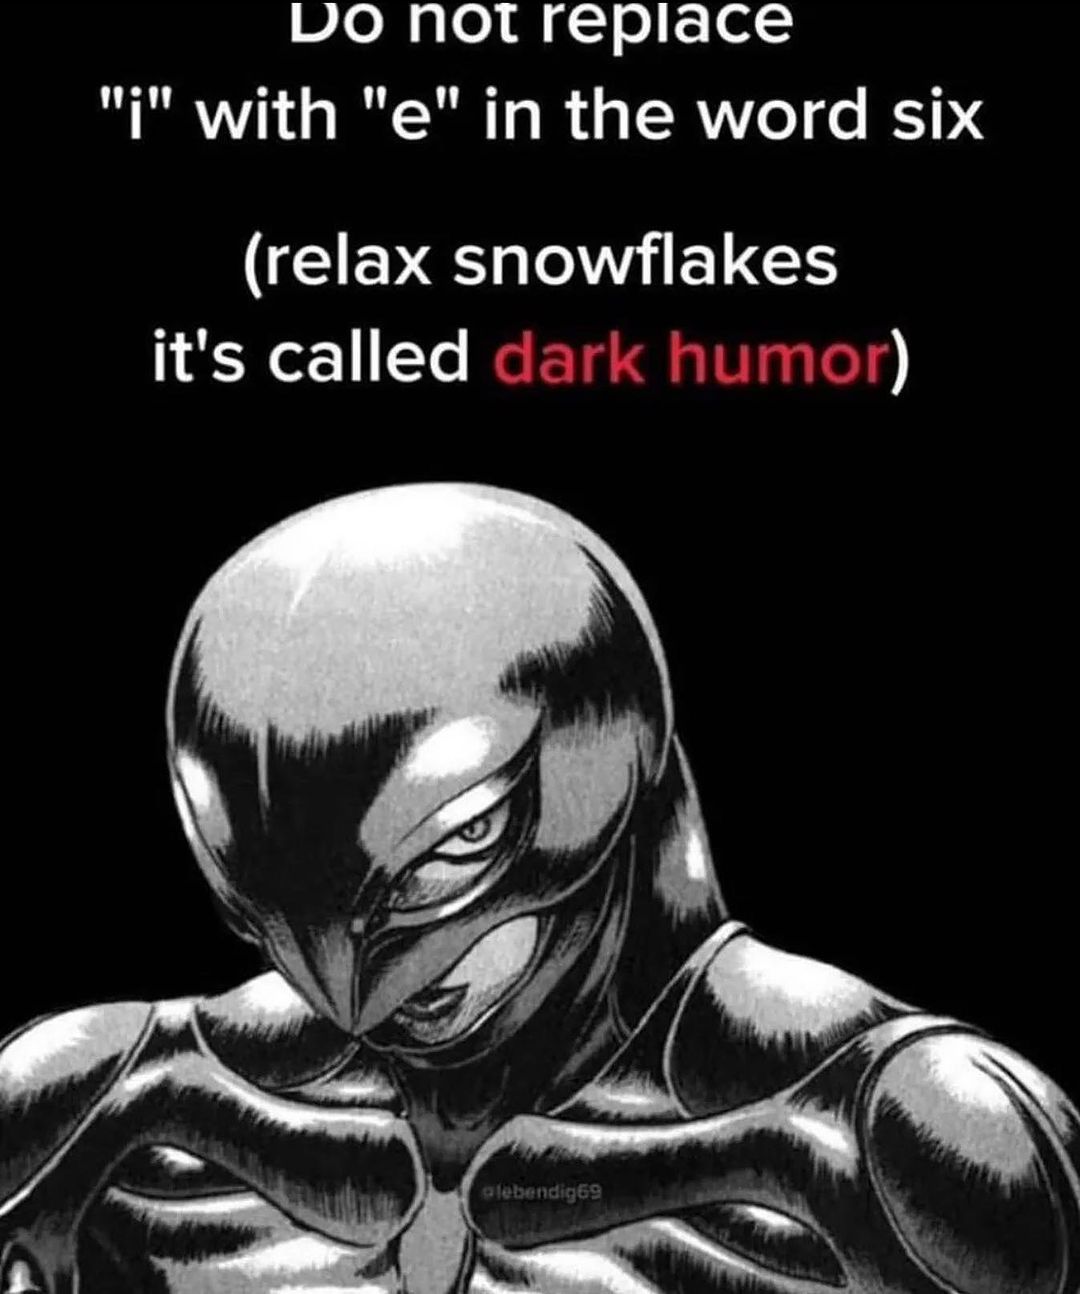 Do not replace
"i" with "e" in the word six
(relax snowflakes
it's called dark humor)
@lebendig69